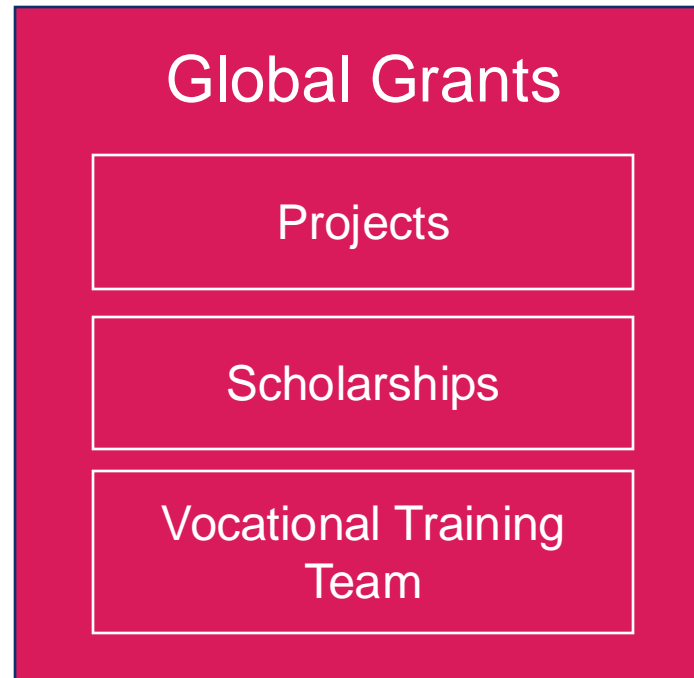 Global Grants
Projects
Scholarships
Vocational Training
Team